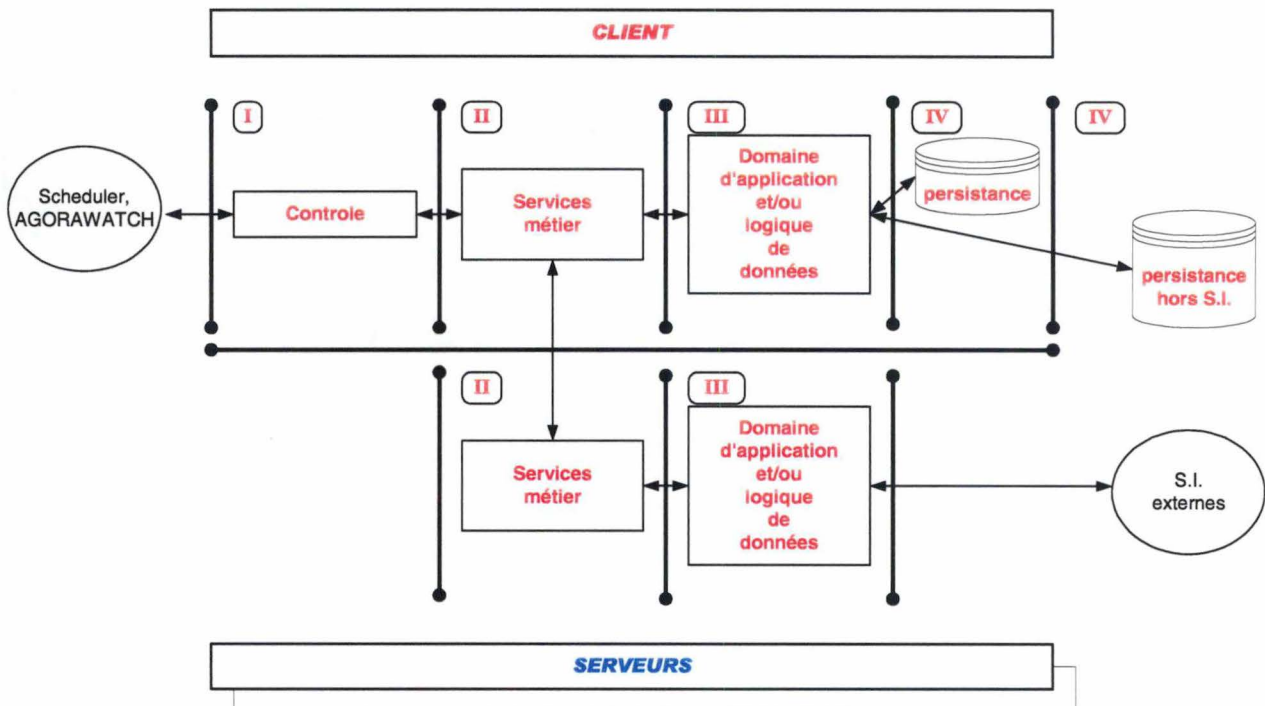 CLIENT
I
II
III
IV
IV
Scheduler,
AGORAWATCH
Controle
Services
métier
Domaine
d'application
et/ou
logique
de
données
persistance
persistance
hors S.I.
II
III
Services
métier
Domaine
d'application
et/ou
logique
de
données
S.I.
externes
SERVEURS